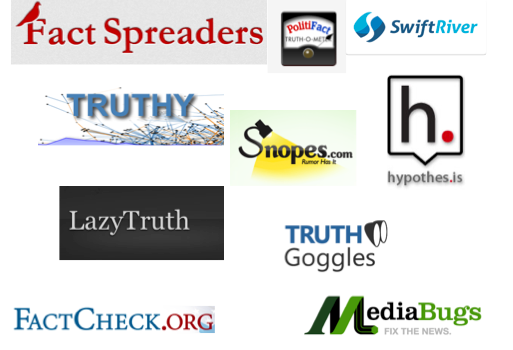 Fact Spreaders
PolitiFact
TRUTH-O-METER
SwiftRiver
TRUTHY
Snopes.com
Rumor Has It
h.
hypothes.is
LazyTruth
TRUTH
Goggles
FACTCHECK.ORG
MediaBugs
FIX THE NEWS.